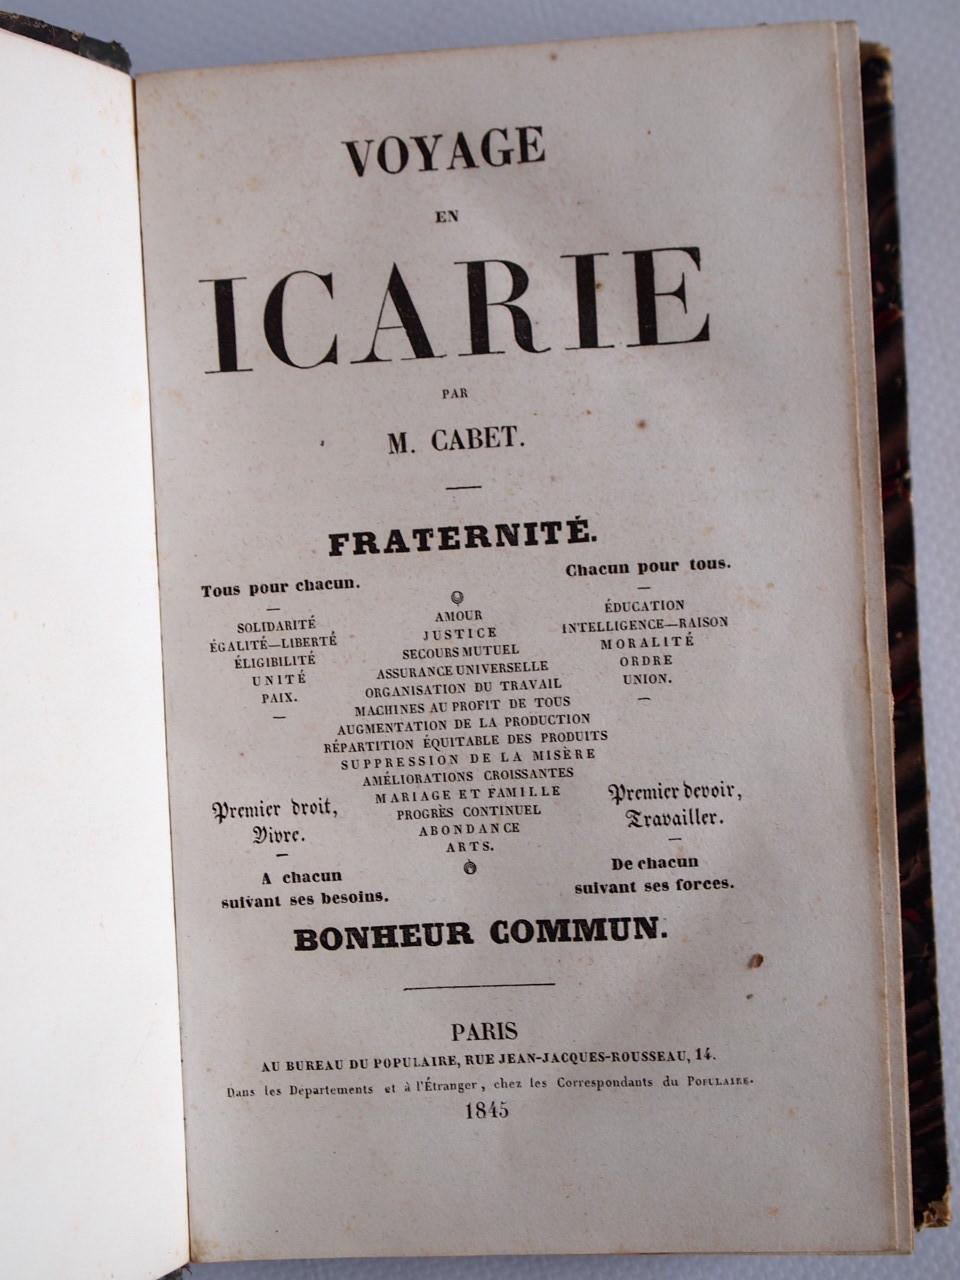 VOYAGE
EN
ICARIE
PAR
M. CABET.
FRATERNITÉ.
Tous pour chacun.
SOLIDARITÉ
ÉGALITÉ—LIBERTÉ
ÉLIGIBILITÉ
UNITÉ
PAIX.
AMOUR
JUSTICE
SECOURS MUTUEL
ASSURANCE UNIVERSELLE
ORGANISATION DU TRAVAIL
MACHINES AU PROFIT DE TOUS
AUGMENTATION DE LA PRODUCTION
RÉPARTITION ÉQUITABLE DES PRODUITS
SUPPRESSION DE LA MISÈRE
AMÉLIORATIONS CROISSANTES
MARIAGE ET FAMILLE
PROGRÈS CONTINUEL
ABONDANCE
ARTS.
Chacun pour tous.
ÉDUCATION
INTELLIGENCE—RAISON
MORALITÉ
ORDRE
UNION.
Premier droit,
Vivre.
A chacun
suivant ses besoins.
Premier devoir,
Travailler.
De chacun
suivant ses forces.
BONHEUR COMMUN.
PARIS
AU BUREAU DU POPULAIRE, RUE JEAN-JACQUES-ROUSSEAU, 14.
Dans les Départements et à l'Étranger, chez les Correspondants du POPULAIRE.
1845